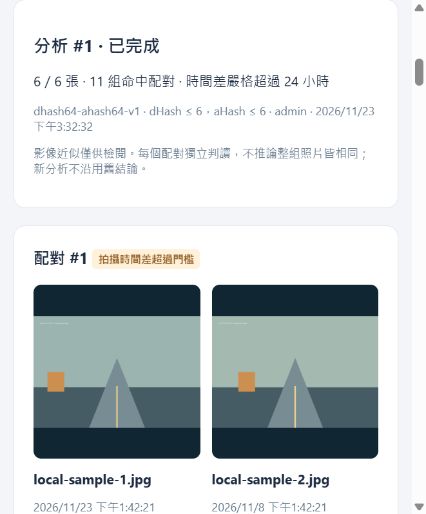 分析 #1 · 已完成
6 / 6 張 · 11 組命中配對 · 時間差嚴格超過 24 小時
dhash64-ahash64-v1 · dHash ≤ 6 · aHash ≤ 6 · admin · 2026/11/23
下午3:32:32
影像近似僅供檢閱。每個配對獨立判讀，不推論整組照片皆相同；
新分析不沿用舊結論。
配對 #1 拍攝時間差超過門檻
local-sample-1.jpg local-sample-2.jpg
2026/11/23 下午1:42:21 2026/11/8 下午1:42:21